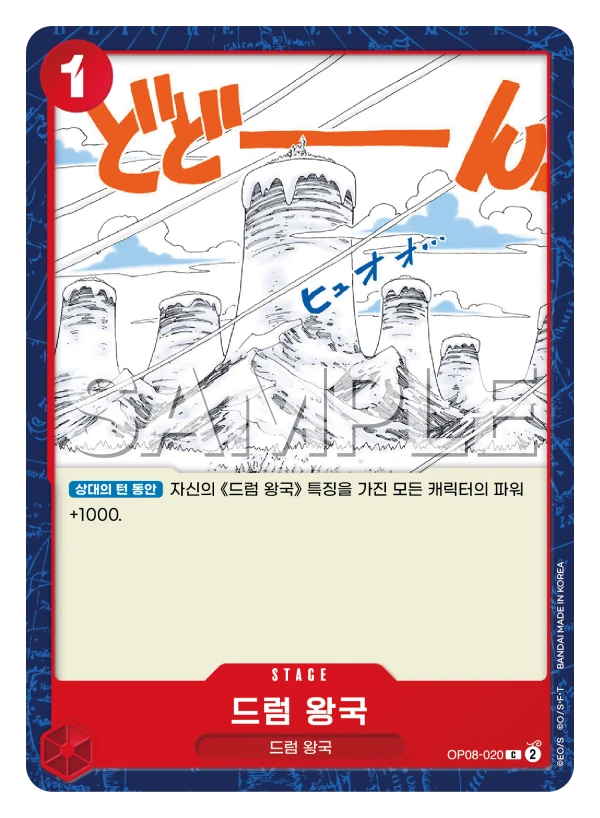 1
どどーん
ヒュオオ…
SAMPLE
상대의 턴 동안 자신의 《드럼 왕국》 특징을 가진 모든 캐릭터의 파워
+1000.
STAGE
드럼 왕국
드럼 왕국
OP08-020 C 2
©EO/S ©O/S·F·T BANDAI MADE IN KOREA